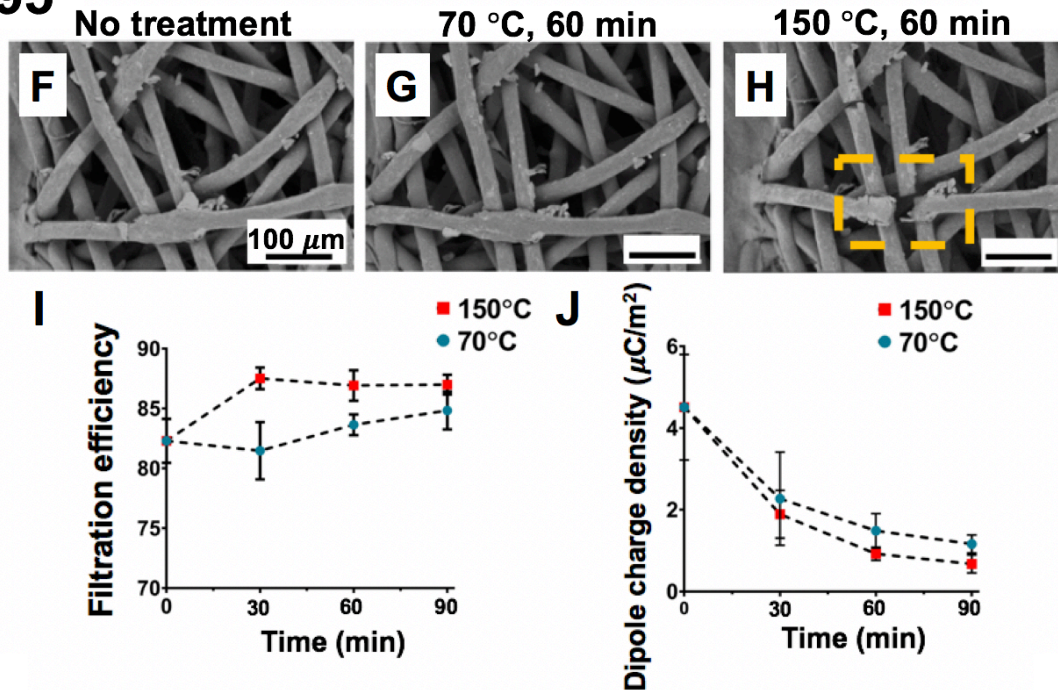 No treatment
70 °C, 60 min
150 °C, 60 min
F
G
H
100 μm
I
150°C
70°C
Filtration efficiency
90
85
80
75
70
0
30
60
90
Time (min)
J
150°C
70°C
Dipole charge density (μC/m²)
6
4
2
0
0
30
60
90
Time (min)